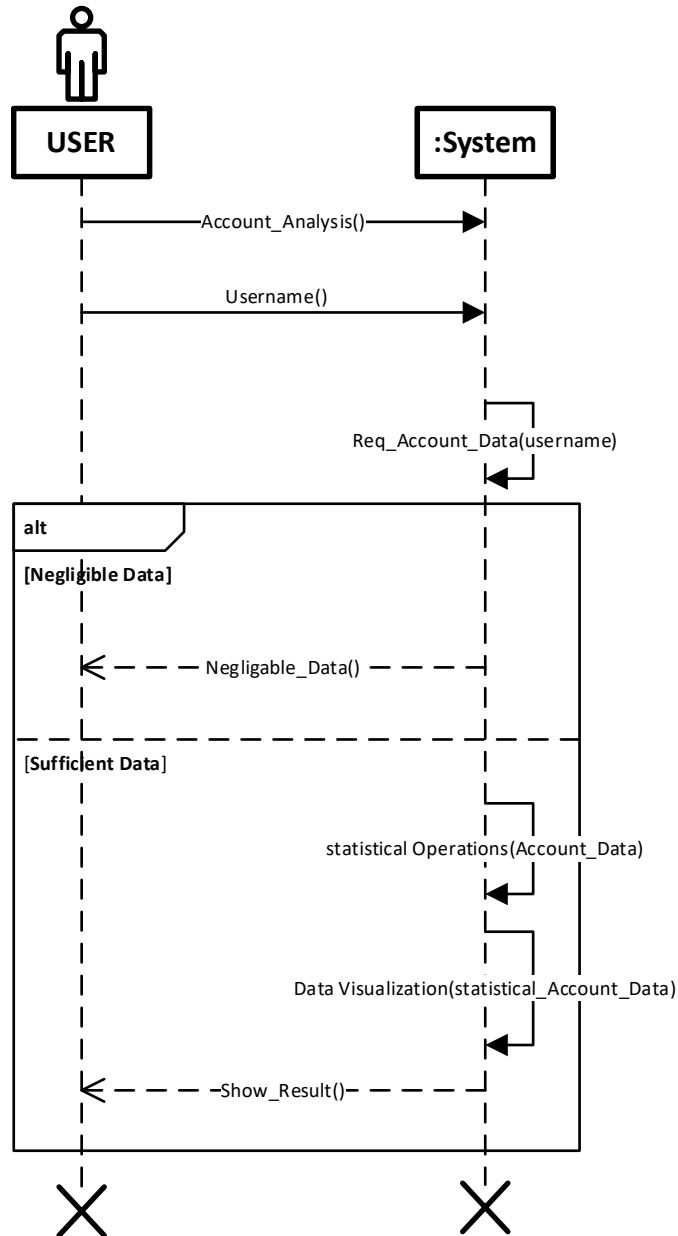 USER
:System
Account_Analysis()
Username()
Req_Account_Data(username)
alt
[Negligible Data]
Negligable_Data()
[Sufficient Data]
statistical Operations(Account_Data)
Data Visualization(statistical_Account_Data)
Show_Result()